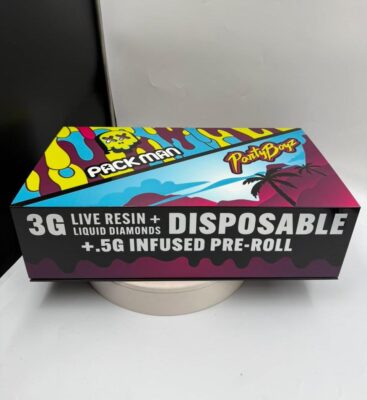 PACKMAN
PartyBoyz
3G LIVE RESIN + LIQUID DIAMONDS DISPOSABLE
+.5G INFUSED PRE-ROLL